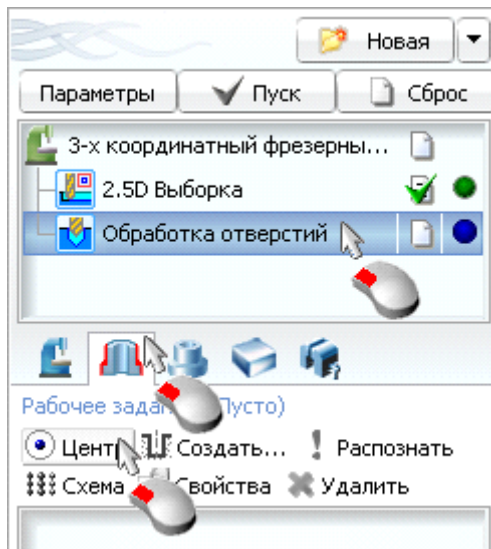 Новая
Параметры Пуск Сброс
3-х координатный фрезерны...
2.5D Выборка
Обработка отверстий
Рабочее Пусто)
Создать... Распознать
Схема Свойства Удалить